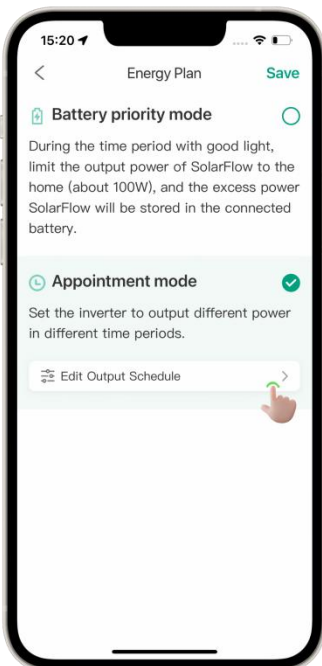 15:20
Energy Plan
Save
Battery priority mode
During the time period with good light,
limit the output power of SolarFlow to the
home (about 100W), and the excess power
SolarFlow will be stored in the connected
battery.
Appointment mode
Set the inverter to output different power
in different time periods.
Edit Output Schedule